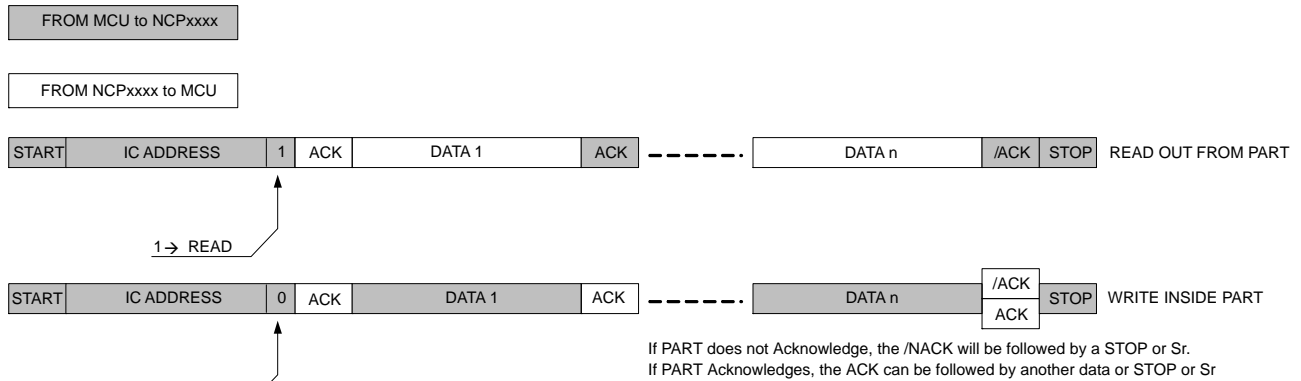 FROM MCU to NCPxxxx
FROM NCPxxxx to MCU
START IC ADDRESS 1 ACK DATA 1 ACK DATA n /ACK STOP READ OUT FROM PART
1→ READ
START IC ADDRESS 0 ACK DATA 1 ACK DATA n /ACK ACK STOP WRITE INSIDE PART
If PART does not Acknowledge, the /NACK will be followed by a STOP or Sr.
If PART Acknowledges, the ACK can be followed by another data or STOP or Sr